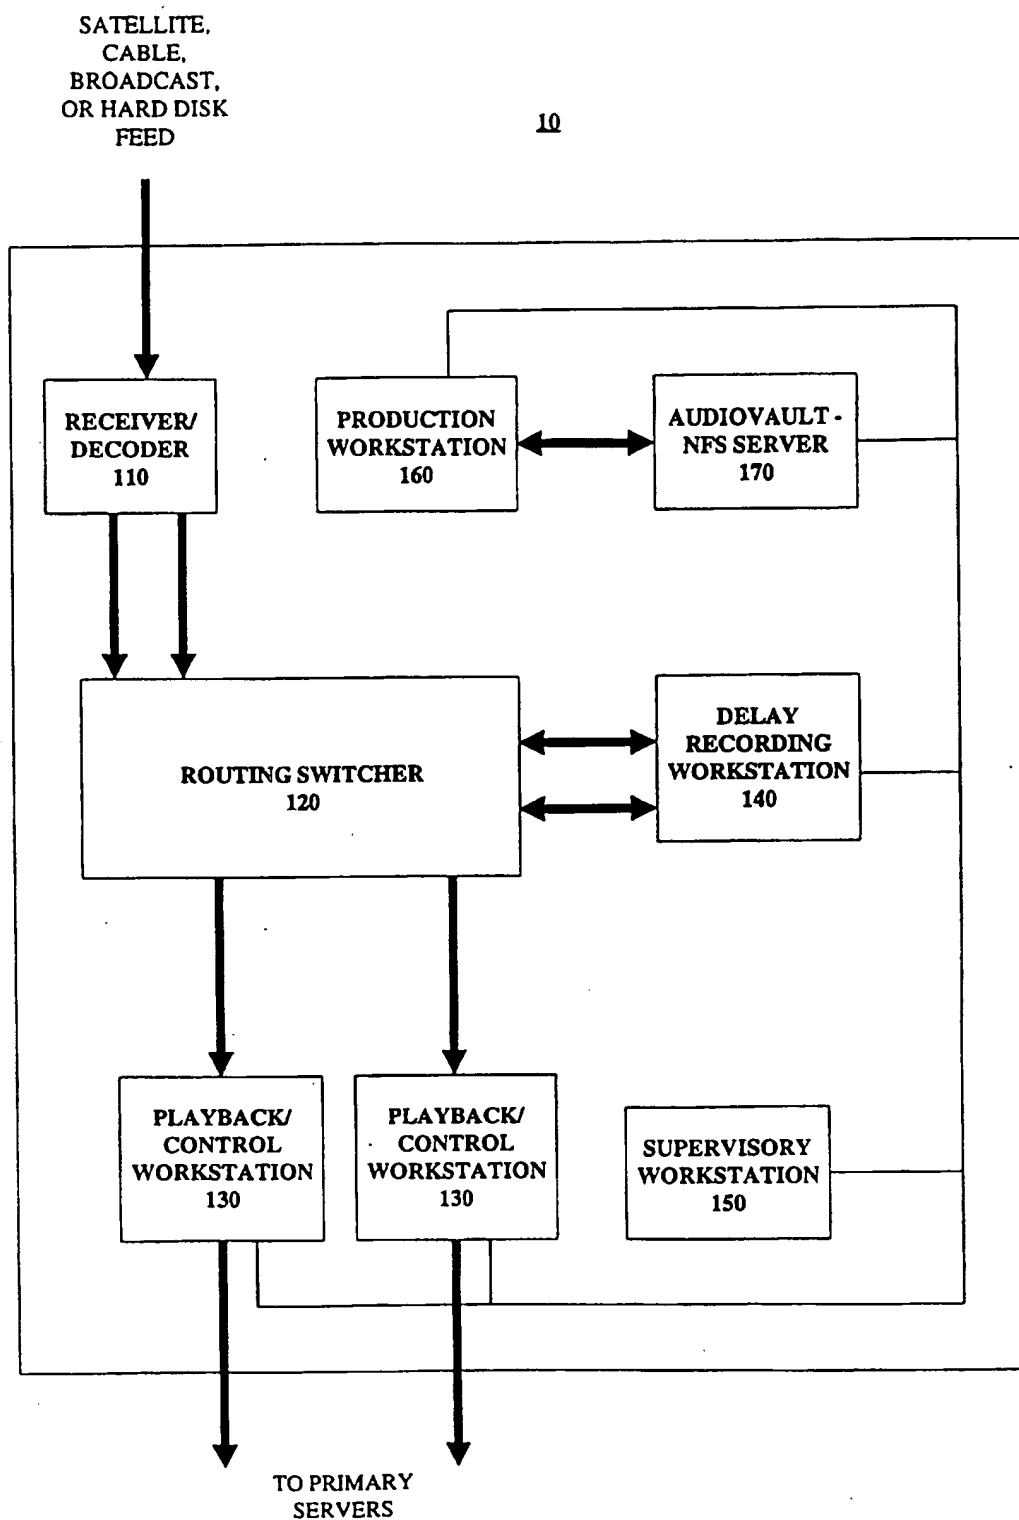 SATELLITE,
CABLE,
BROADCAST,
OR HARD DISK
FEED
10
RECEIVER/
DECODER
110
PRODUCTION
WORKSTATION
160
AUDIOVAULT -
NFS SERVER
170
ROUTING SWITCHER
120
DELAY
RECORDING
WORKSTATION
140
PLAYBACK/
CONTROL
WORKSTATION
130
PLAYBACK/
CONTROL
WORKSTATION
130
SUPERVISORY
WORKSTATION
150
TO PRIMARY
SERVERS